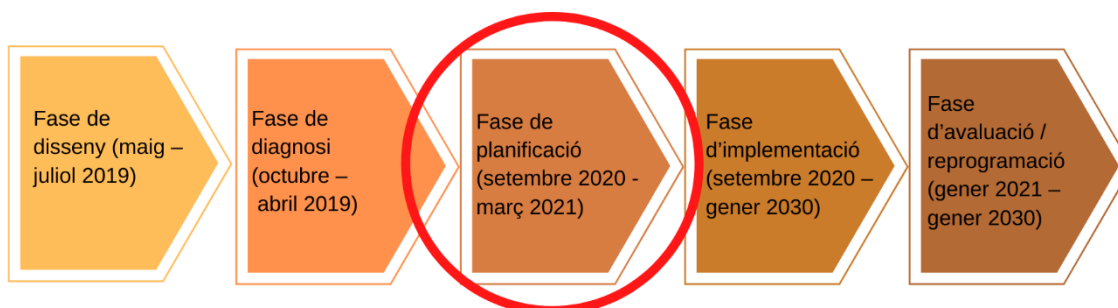 Fase de
disseny (maig –
juliol 2019)
Fase de
diagnosi
(octubre –
abril 2019)
Fase de
planificació
(setembre 2020 -
març 2021)
Fase
d’implementació
(setembre 2020 –
gener 2030)
Fase
d’avaluació /
reprogramació
(gener 2021 –
gener 2030)